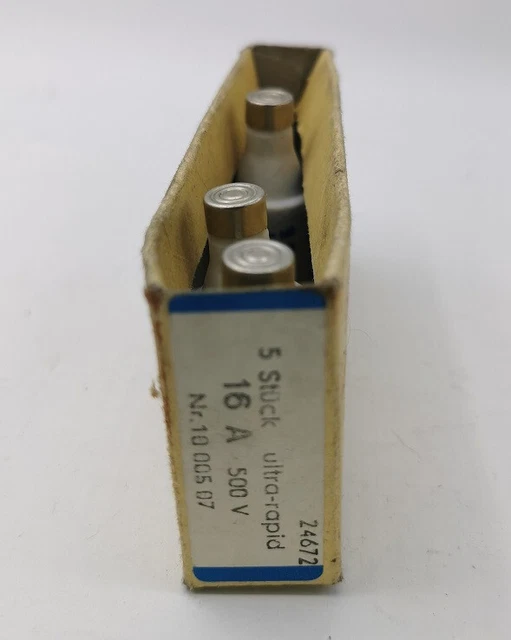 24672
5 Stück ultra-rapid
16 A 500 V
Nr.10 005 07